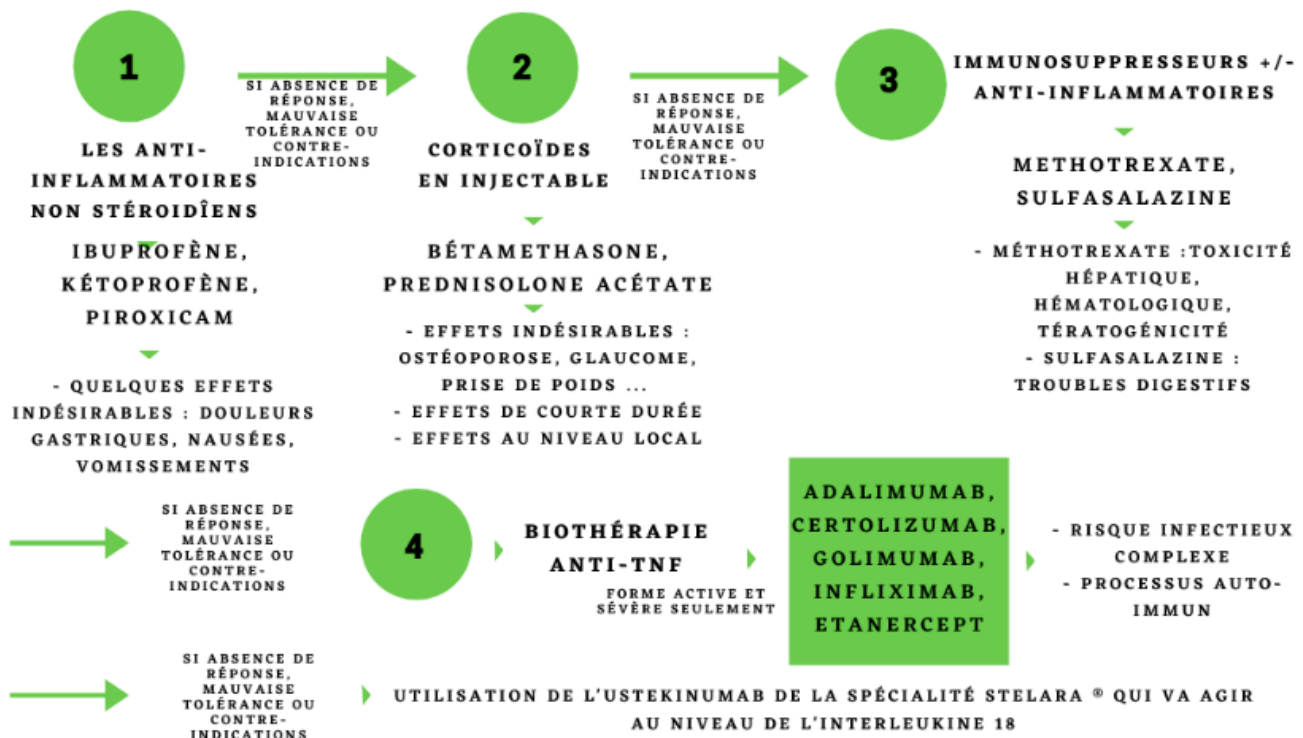 1
LES ANTI-
INFLAMMATOIRES
NON STÉROIDÎENS
IBUPROFÈNE,
KÉTOPROFÈNE,
PIROXICAM
- QUELQUES EFFETS
INDÉSIRABLES : DOULEURS
GASTRIQUES, NAUSÉES,
VOMISSEMENTS
SI ABSENCE DE
RÉPONSE,
MAUVAISE
TOLÉRANCE OU
CONTRE-
INDICATIONS
2
CORTICOÏDES
EN INJECTABLE
BÉTAMETHASONE,
PREDNISOLONE ACÉTATE
- EFFETS INDÉSIRABLES :
OSTÉOPOROSE, GLAUCOME,
PRISE DE POIDS ...
- EFFETS DE COURTE DURÉE
- EFFETS AU NIVEAU LOCAL
SI ABSENCE DE
RÉPONSE,
MAUVAISE
TOLÉRANCE OU
CONTRE-
INDICATIONS
3
IMMUNOSUPPRESSEURS +/-
ANTI-INFLAMMATOIRES
METHOTREXATE,
SULFASALAZINE
- MÉTHOTREXATE :TOXICITÉ
HÉPATIQUE,
HÉMATOLOGIQUE,
TÉRATOGÉNICITÉ
- SULFASALAZINE :
TROUBLES DIGESTIFS
SI ABSENCE DE
RÉPONSE,
MAUVAISE
TOLÉRANCE OU
CONTRE-
INDICATIONS
4
BIOTHÉRAPIE
ANTI-TNF
FORME ACTIVE ET
SÉVÈRE SEULEMENT
ADALIMUMAB,
CERTOLIZUMAB,
GOLIMUMAB,
INFLIXIMAB,
ETANERCEPT
- RISQUE INFECTIEUX
COMPLEXE
- PROCESSUS AUTO-
IMMUN
SI ABSENCE DE
RÉPONSE,
MAUVAISE
TOLÉRANCE OU
CONTRE-
INDICATIONS
UTILISATION DE L'USTEKINUMAB DE LA SPÉCIALITÉ STELARA ® QUI VA AGIR
AU NIVEAU DE L'INTERLEUKINE 18